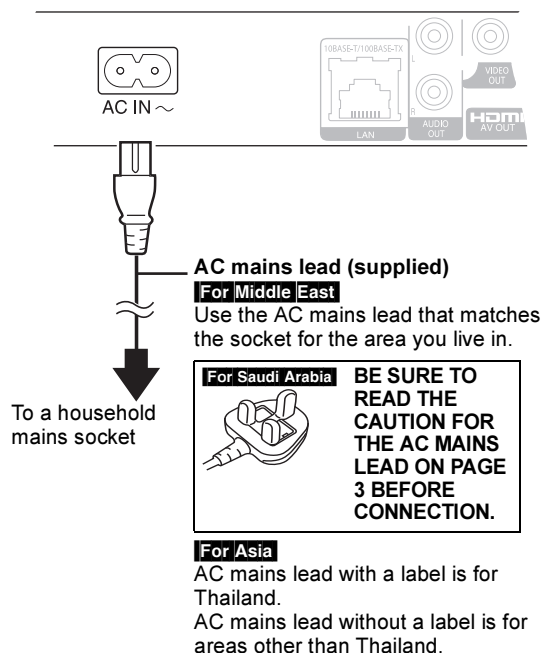 10BASE-T/100BASE-TX
LAN
L
R
AUDIO
OUT
VIDEO
OUT
HDMI
AV OUT
AC IN ～
AC mains lead (supplied)
For Middle East
Use the AC mains lead that matches
the socket for the area you live in.
For Saudi Arabia
BE SURE TO
READ THE
CAUTION FOR
THE AC MAINS
LEAD ON PAGE
3 BEFORE
CONNECTION.
To a household
mains socket
For Asia
AC mains lead with a label is for
Thailand.
AC mains lead without a label is for
areas other than Thailand.